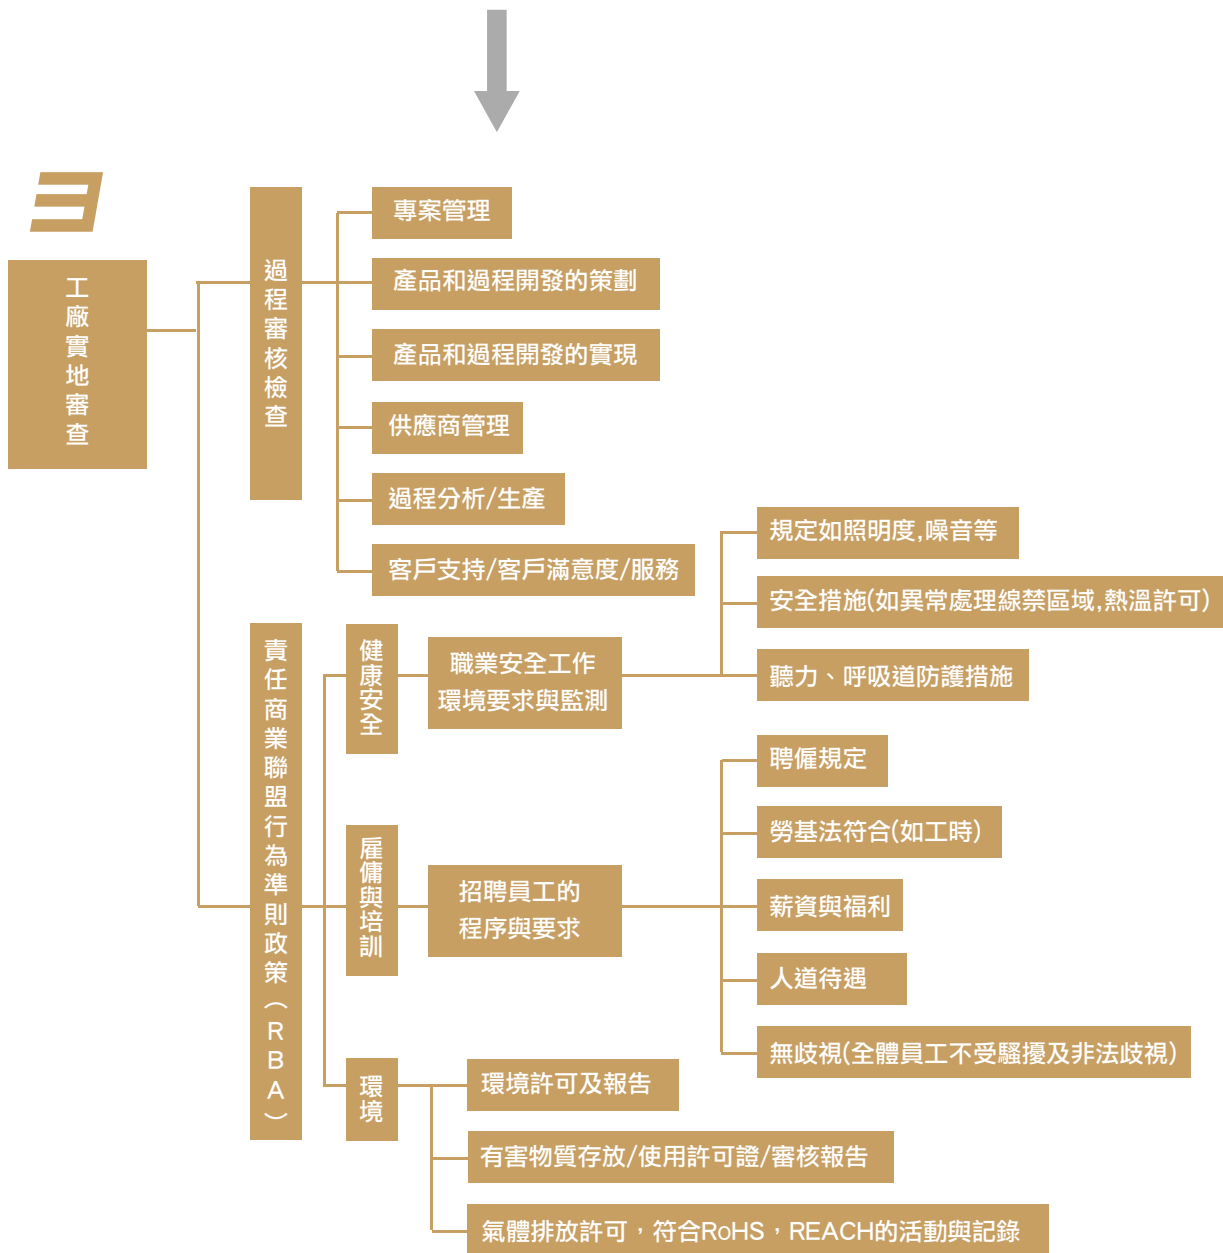 3
工廠實地審查
過程審核檢查
專案管理
產品和過程開發的策劃
產品和過程開發的實現
供應商管理
過程分析/生產
客戶支持/客戶滿意度/服務
責任商業聯盟行為準則政策（RBA）
健康安全
職業安全工作
環境要求與監測
規定如照明度,噪音等
安全措施(如異常處理線禁區域,熱溫許可)
聽力、呼吸道防護措施
雇傭與培訓
招聘員工的
程序與要求
聘僱規定
勞基法符合(如工時)
薪資與福利
人道待遇
無歧視(全體員工不受騷擾及非法歧視)
環境
環境許可及報告
有害物質存放/使用許可證/審核報告
氣體排放許可，符合RoHS，REACH的活動與記錄